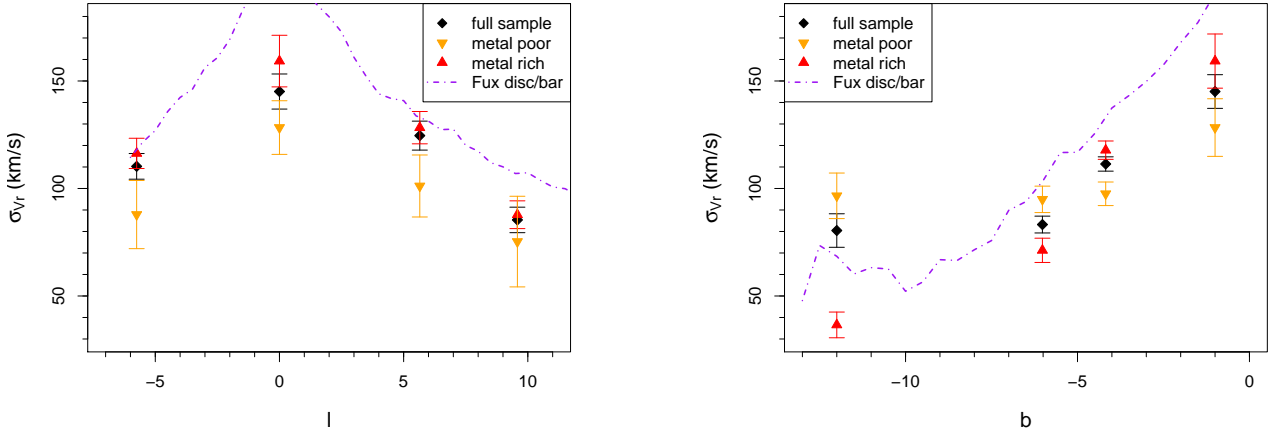 full sample
metal poor
metal rich
Fux disc/bar
150
100
50
σVr (km/s)
−5 0 5 10
l
full sample
metal poor
metal rich
Fux disc/bar
150
100
50
σVr (km/s)
−10 −5 0
b